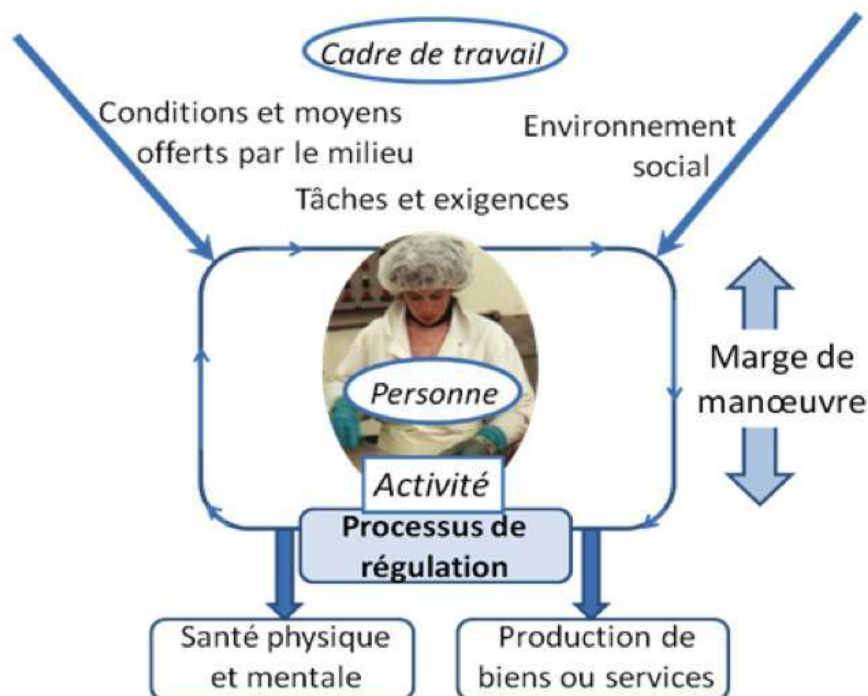 Cadre de travail
Conditions et moyens
offerts par le milieu
Environnement
social
Tâches et exigences
Marge de
manœuvre
Personne
Activité
Processus de
régulation
Santé physique
et mentale
Production de
biens ou services